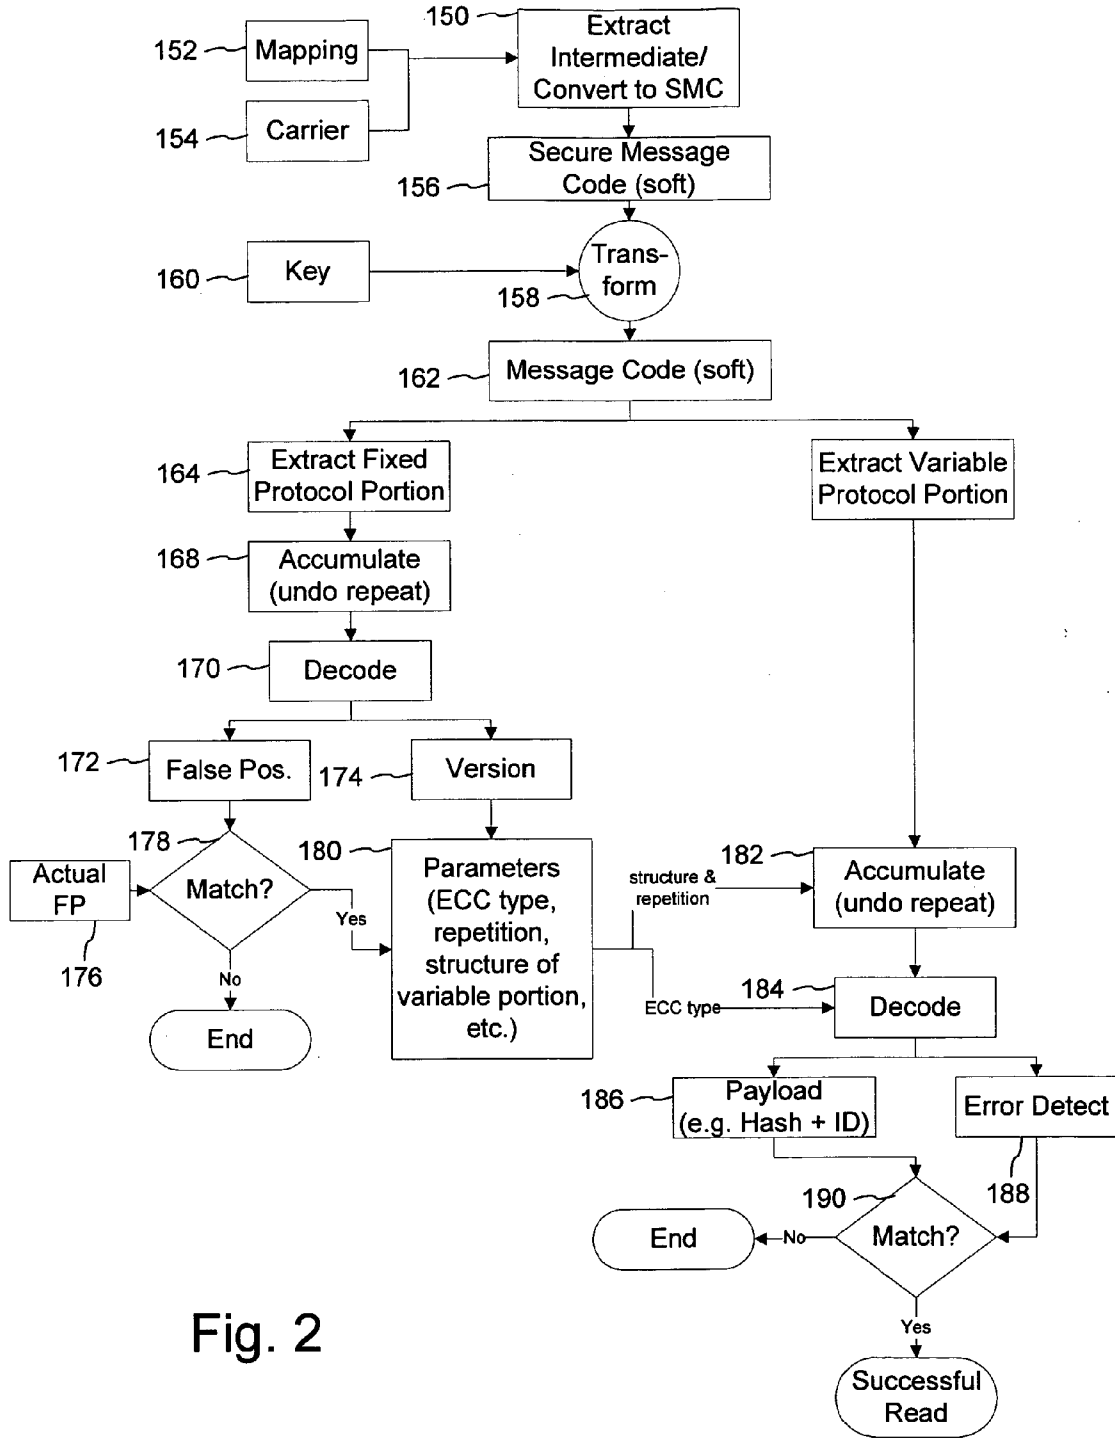 150
Extract
Intermediate/
Convert to SMC
152
Mapping
154
Carrier
156
Secure Message
Code (soft)
160
Key
Trans-
form
158
162
Message Code (soft)
164
Extract Fixed
Protocol Portion
Extract Variable
Protocol Portion
168
Accumulate
(undo repeat)
170
Decode
172
False Pos.
174
Version
178
Match?
Actual
FP
176
Yes
No
End
180
Parameters
(ECC type,
repetition,
structure of
variable portion,
etc.)
structure &
repetition
ECC type
182
Accumulate
(undo repeat)
184
Decode
186
Payload
(e.g. Hash + ID)
Error Detect
188
190
Match?
No
End
Yes
Successful
Read
Fig. 2